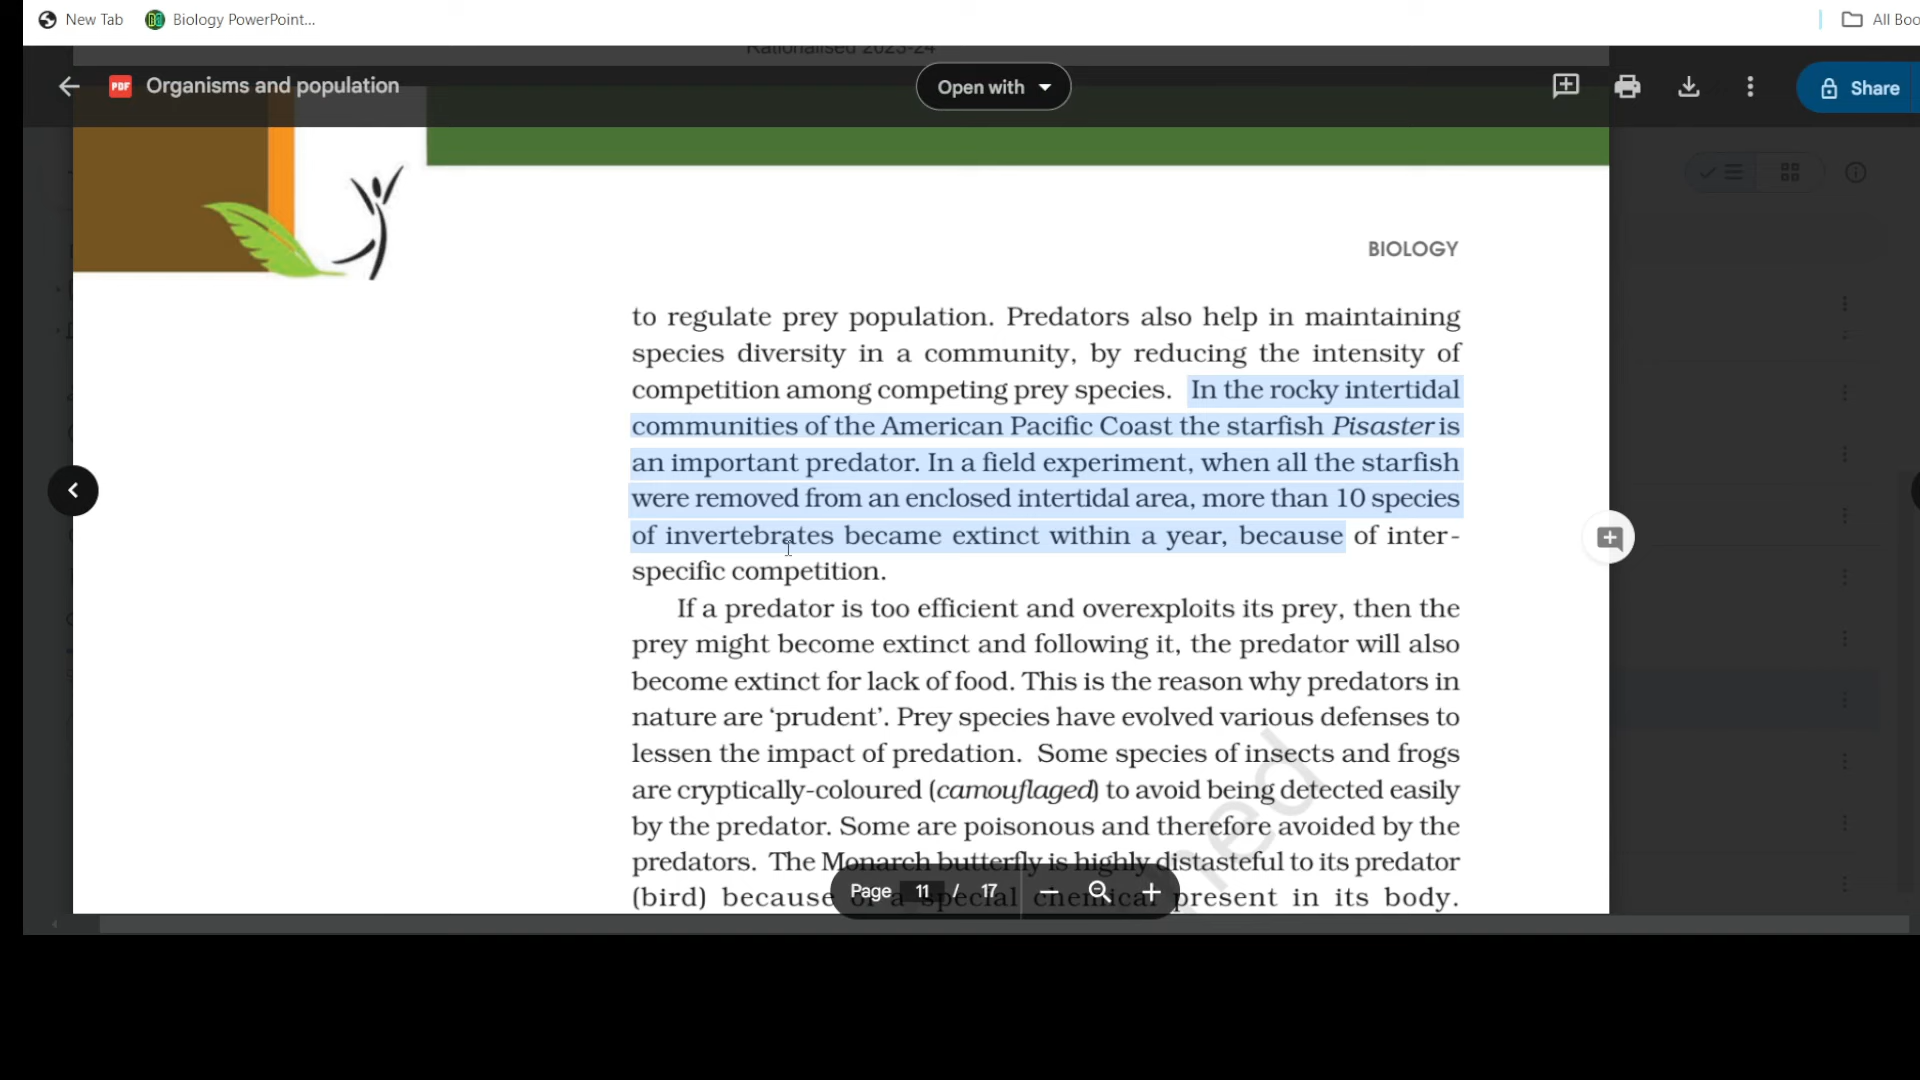 New Tab
Biology PowerPoint...
All Boo
Rationalised 2023-24
PDF
Organisms and population
Open with
Share
BIOLOGY
to regulate prey population. Predators also help in maintaining
species diversity in a community, by reducing the intensity of
competition among competing prey species. In the rocky intertidal
communities of the American Pacific Coast the starfish Pisaster is
an important predator. In a field experiment, when all the starfish
were removed from an enclosed intertidal area, more than 10 species
of invertebrates became extinct within a year, because of inter-
specific competition.
If a predator is too efficient and overexploits its prey, then the
prey might become extinct and following it, the predator will also
become extinct for lack of food. This is the reason why predators in
nature are ‘prudent’. Prey species have evolved various defenses to
lessen the impact of predation. Some species of insects and frogs
are cryptically-coloured (camouflaged) to avoid being detected easily
by the predator. Some are poisonous and therefore avoided by the
predators. The Monarch butterfly is highly distasteful to its predator
(bird) because of a special chemical present in its body.
Page 11 / 17